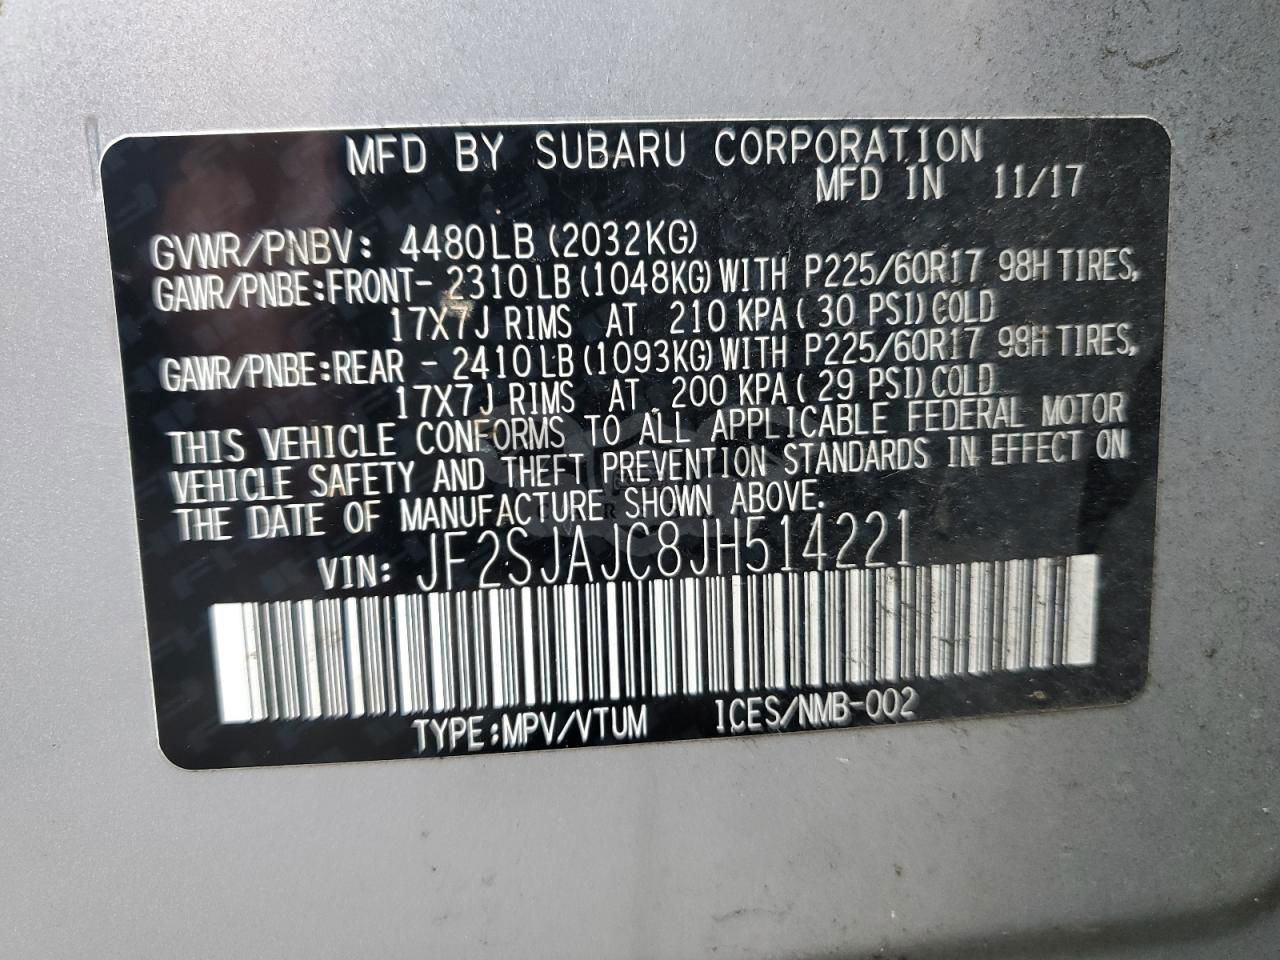 MFD BY SUBARU CORPORATION
MFD IN 11/17
GVWR/PNBV: 4480LB (2032KG)
GAWR/PNBE:FRONT- 2310LB(1048KG)WITH P225/60R17 98H TIRES,
17X7J RIMS AT 210 KPA( 30 PSI)COLD
GAWR/PNBE:REAR - 2410LB(1093KG)WITH P225/60R17 98H TIRES,
17X7J RIMS AT 200 KPA( 29 PSI)COLD
THIS VEHICLE CONFORMS TO ALL APPLICABLE FEDERAL MOTOR
VEHICLE SAFETY AND THEFT PREVENTION STANDARDS IN EFFECT ON
THE DATE OF MANUFACTURE SHOWN ABOVE.
VIN: JF2SJAJC8JH514221
TYPE:MPV/VTUM ICES/NMB-002